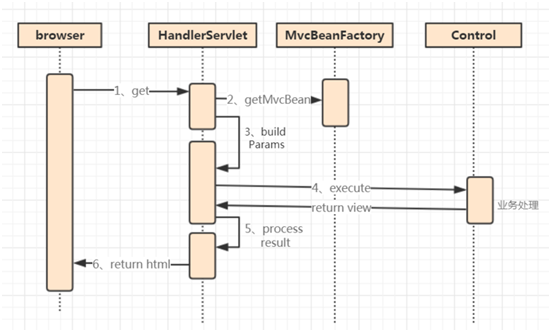 browser HandlerServlet MvcBeanFactory Control
1、get
2、getMvcBean
3、build
Params
4、execute
return view
业务处理
5、process
result
6、return html